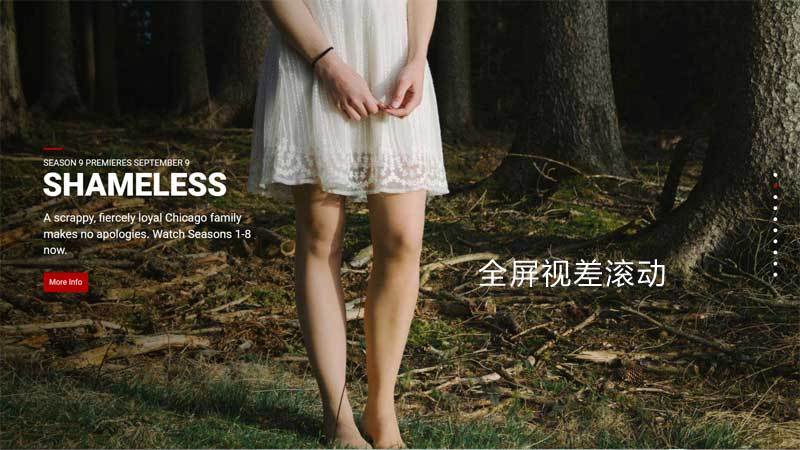 SEASON 9 PREMIERES SEPTEMBER 9
SHAMELESS
A scrappy, fiercely loyal Chicago family
makes no apologies. Watch Seasons 1-8
now.
More Info
全屏视差滚动